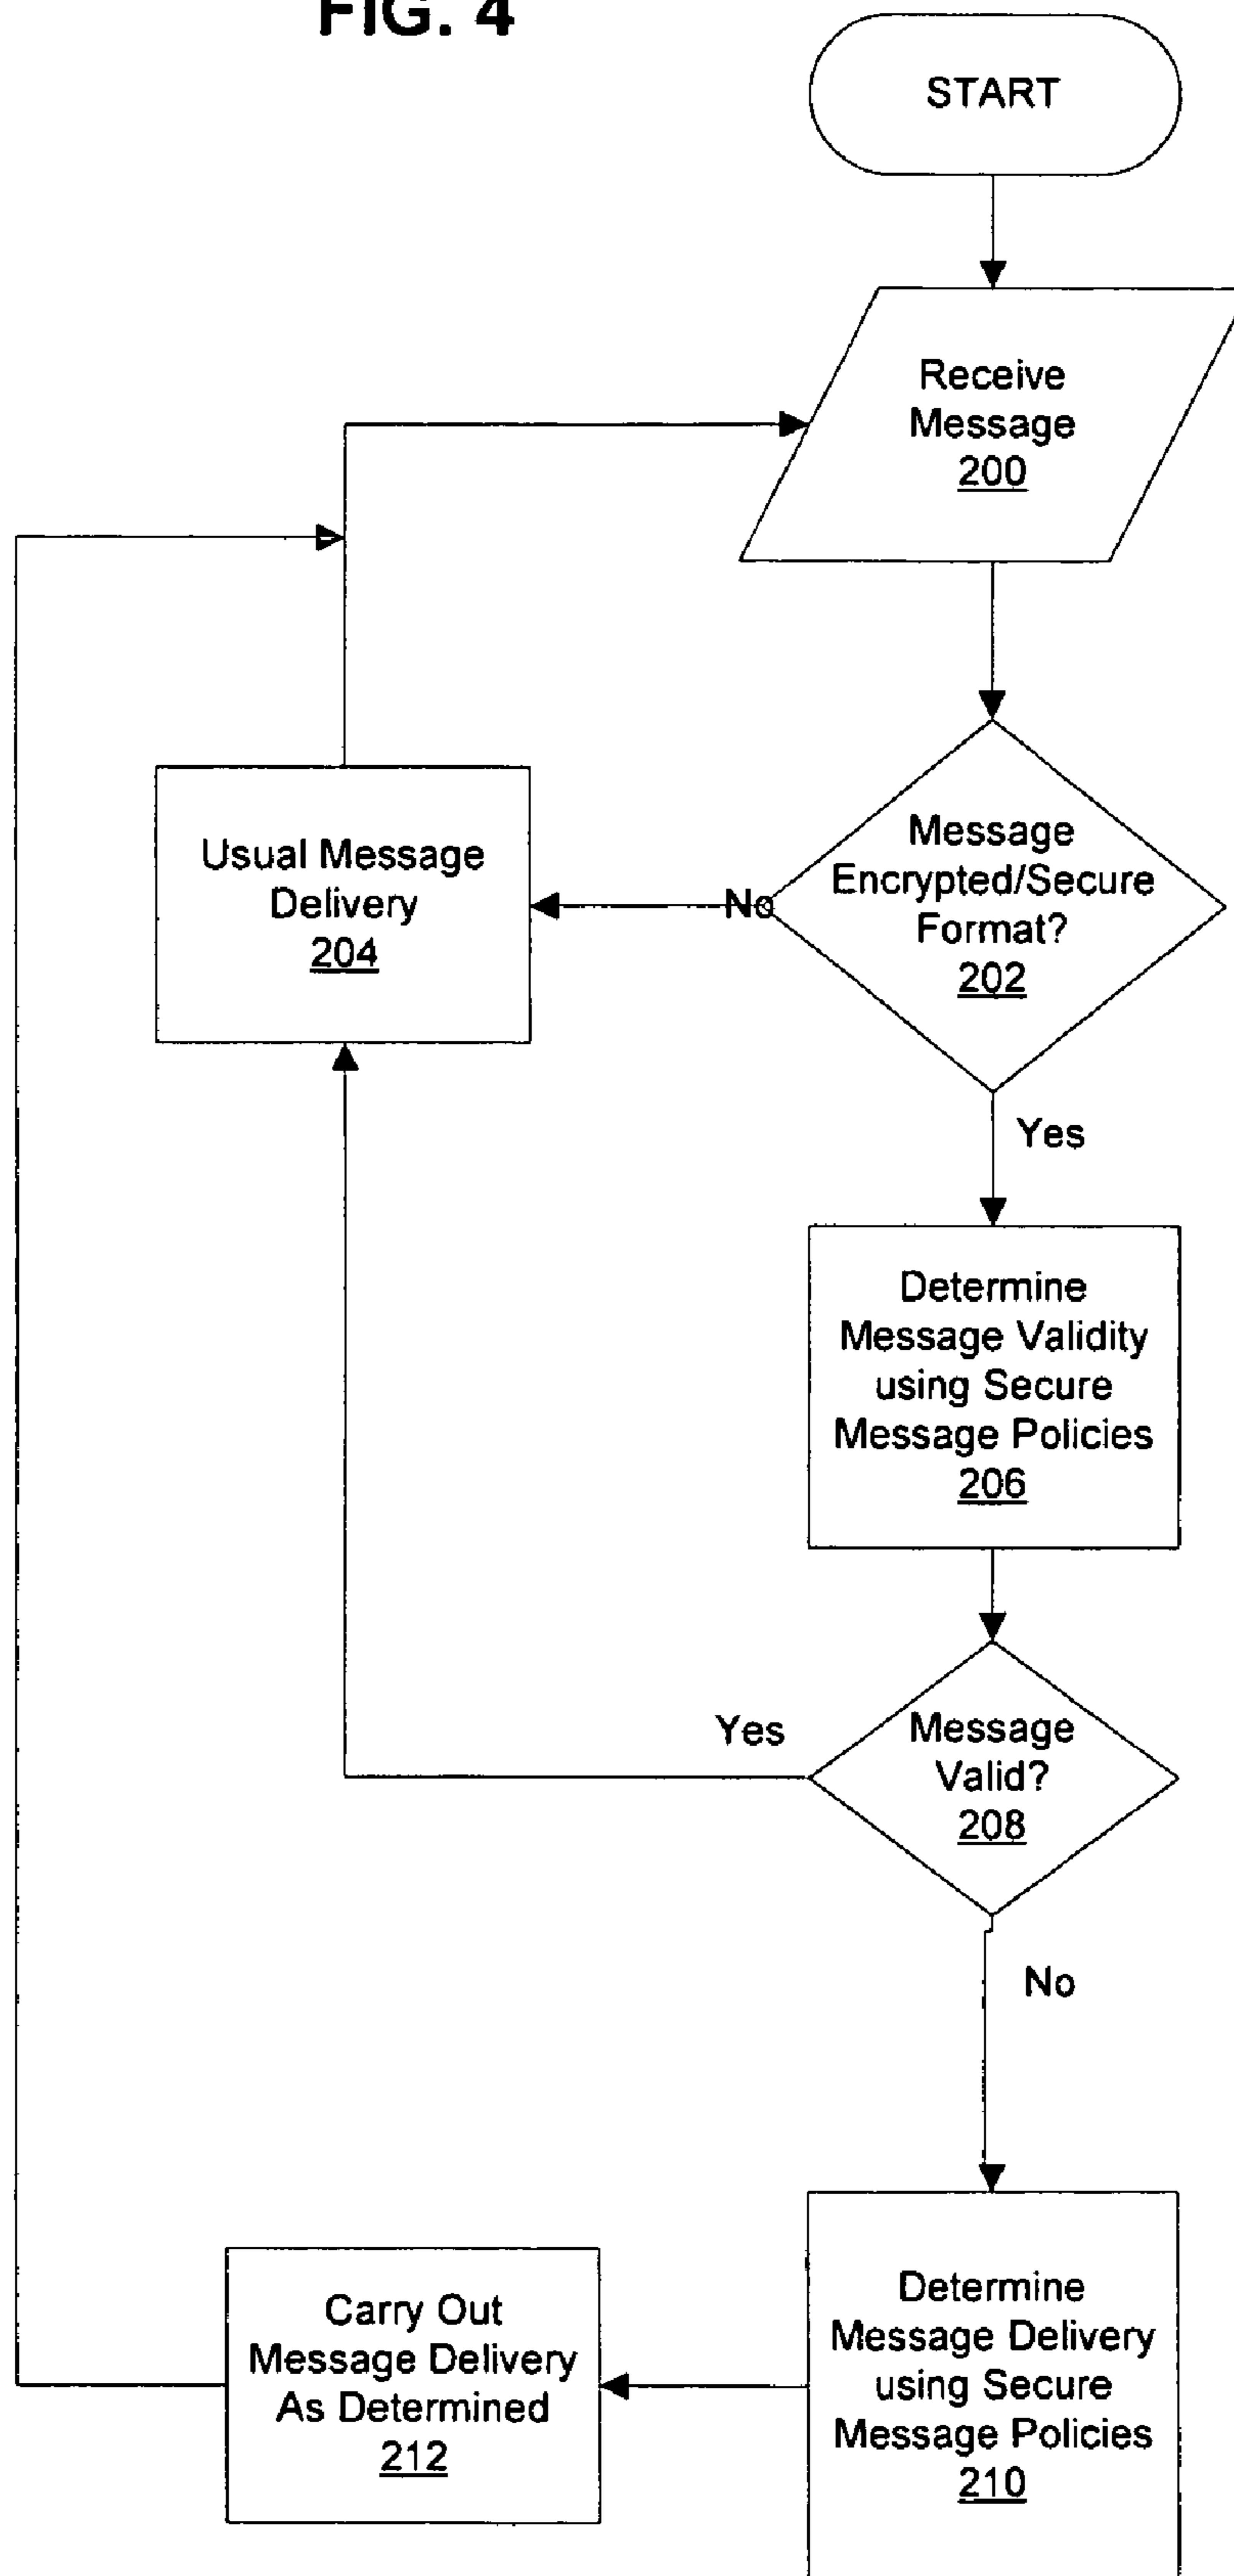 FIG. 4
START
Receive
Message
200
Message
Encrypted/Secure
Format?
202
No
Usual Message
Delivery
204
Yes
Determine
Message Validity
using Secure
Message Policies
206
Message
Valid?
208
Yes
No
Determine
Message Delivery
using Secure
Message Policies
210
Carry Out
Message Delivery
As Determined
212